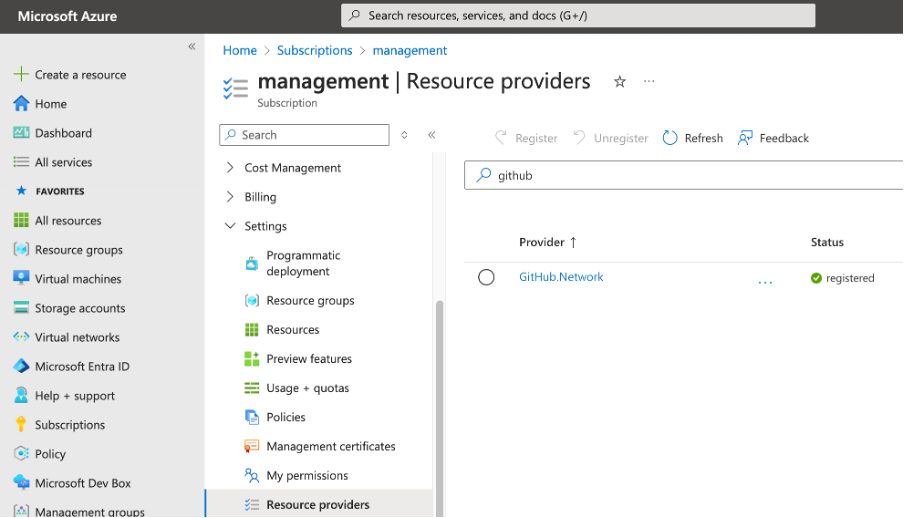 Microsoft Azure
Search resources, services, and docs (G+/)
Create a resource
Home
Dashboard
All services
FAVORITES
All resources
Resource groups
Virtual machines
Storage accounts
Virtual networks
Microsoft Entra ID
Help + support
Subscriptions
Policy
Microsoft Dev Box
Management groups
Home > Subscriptions > management
management | Resource providers
Subscription
Search
Cost Management
Billing
Settings
Programmatic
deployment
Resource groups
Resources
Preview features
Usage + quotas
Policies
Management certificates
My permissions
Resource providers
Register Unregister Refresh Feedback
github
Provider ↑ Status
GitHub.Network ... registered